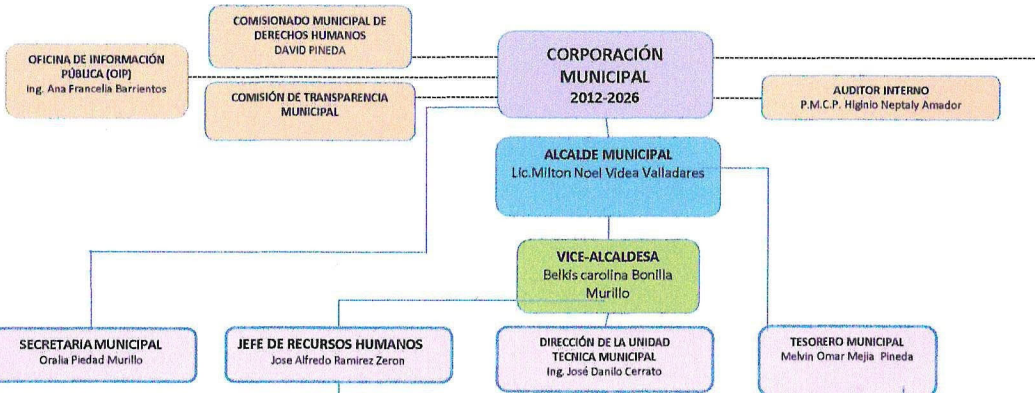 COMISIONADO MUNICIPAL DE
DERECHOS HUMANOS
DAVID PINEDA
OFICINA DE INFORMACIÓN
PÚBLICA (OIP)
Ing. Ana Francelia Barrientos
COMISIÓN DE TRANSPARENCIA
MUNICIPAL
CORPORACIÓN
MUNICIPAL
2012-2026
AUDITOR INTERNO
P.M.C.P. Higinio Neptaly Amador
ALCALDE MUNICIPAL
Lic.Milton Noel Videa Valladares
VICE-ALCALDESA
Belkis carolina Bonilla
Murillo
SECRETARIA MUNICIPAL
Oralia Piedad Murillo
JEFE DE RECURSOS HUMANOS
Jose Alfredo Ramirez Zeron
DIRECCIÓN DE LA UNIDAD
TECNICA MUNICIPAL
Ing. José Danilo Cerrato
TESORERO MUNICIPAL
Melvin Omar Mejia Pineda